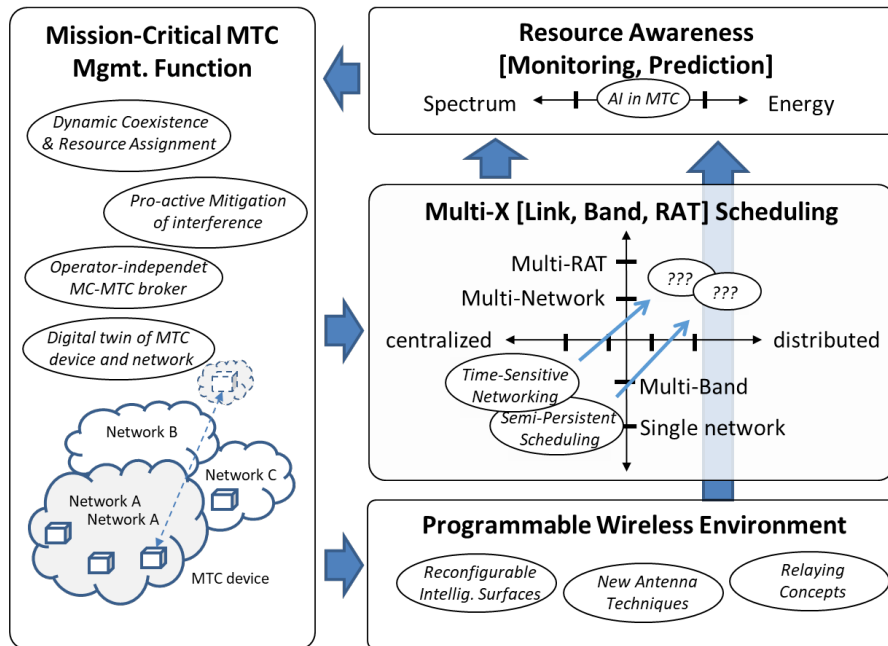 Mission-Critical MTC
Mgmt. Function
Dynamic Coexistence
& Resource Assignment
Pro-active Mitigation
of interference
Operator-independet
MC-MTC broker
Digital twin of MTC
device and network
Network B
Network C
Network A
Network A
MTC device
Resource Awareness
[Monitoring, Prediction]
Spectrum
AI in MTC
Energy
Multi-X [Link, Band, RAT] Scheduling
Multi-RAT
???
???
Multi-Network
centralized
distributed
Time-Sensitive
Networking
Multi-Band
Semi-Persistent
Scheduling
Single network
Programmable Wireless Environment
Reconfigurable
Intellig. Surfaces
New Antenna
Techniques
Relaying
Concepts